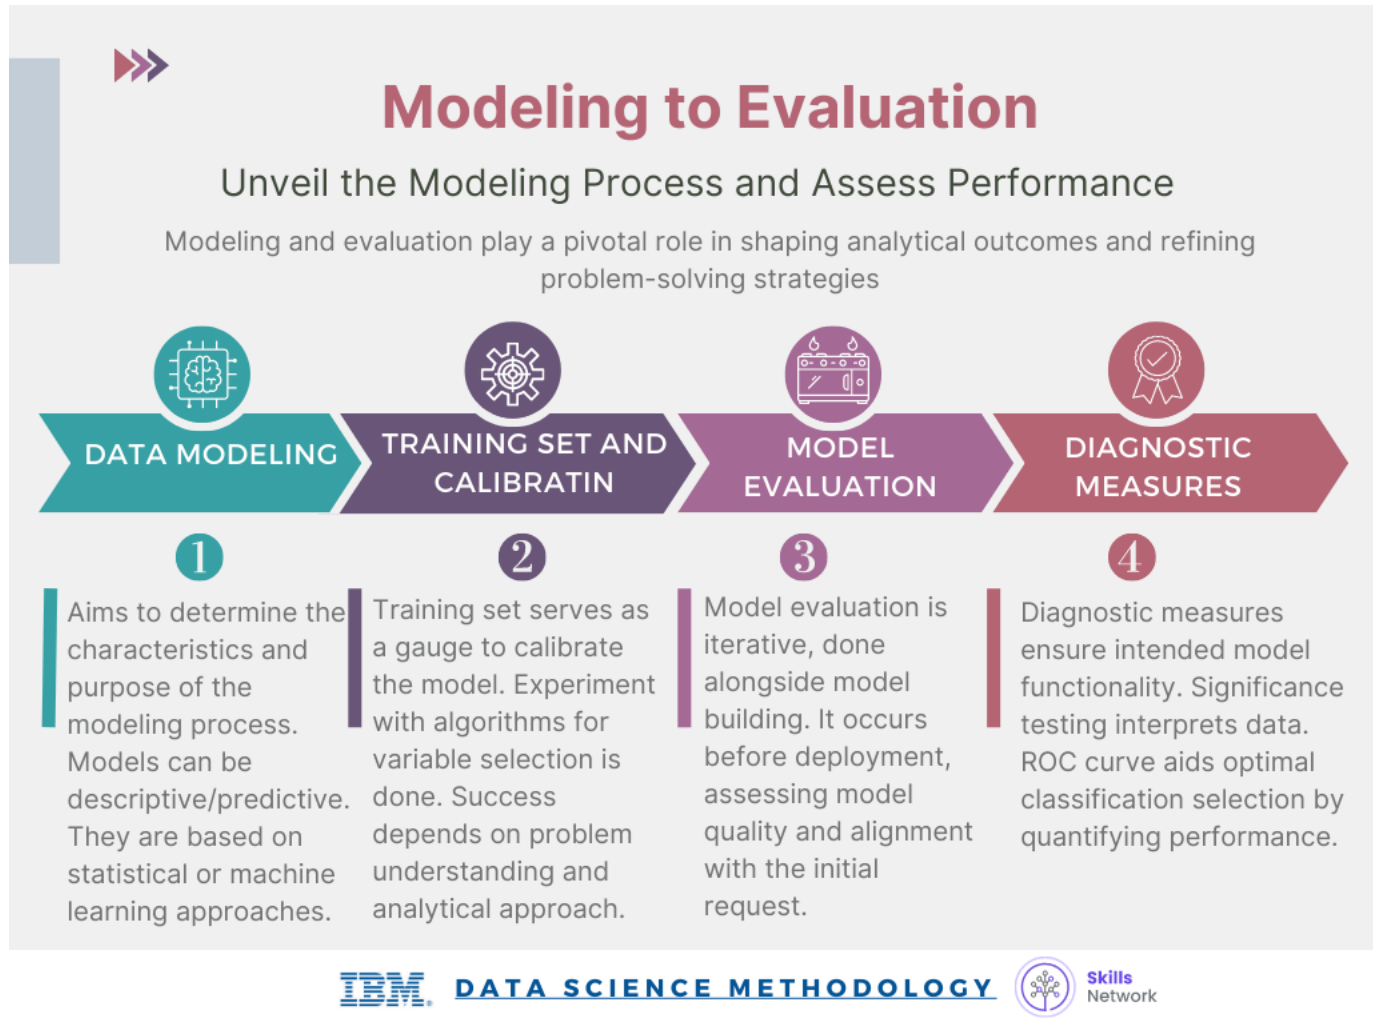 Modeling to Evaluation
Unveil the Modeling Process and Assess Performance
Modeling and evaluation play a pivotal role in shaping analytical outcomes and refining
problem-solving strategies
DATA MODELING
TRAINING SET AND
CALIBRATIN
MODEL
EVALUATION
DIAGNOSTIC
MEASURES
1
Aims to determine the
characteristics and
purpose of the
modeling process.
Models can be
descriptive/predictive.
They are based on
statistical or machine
learning approaches.
2
Training set serves as
a gauge to calibrate
the model. Experiment
with algorithms for
variable selection is
done. Success
depends on problem
understanding and
analytical approach.
3
Model evaluation is
iterative, done
alongside model
building. It occurs
before deployment,
assessing model
quality and alignment
with the initial
request.
4
Diagnostic measures
ensure intended model
functionality. Significance
testing interprets data.
ROC curve aids optimal
classification selection by
quantifying performance.
IBM®
DATA SCIENCE METHODOLOGY
Skills
Network